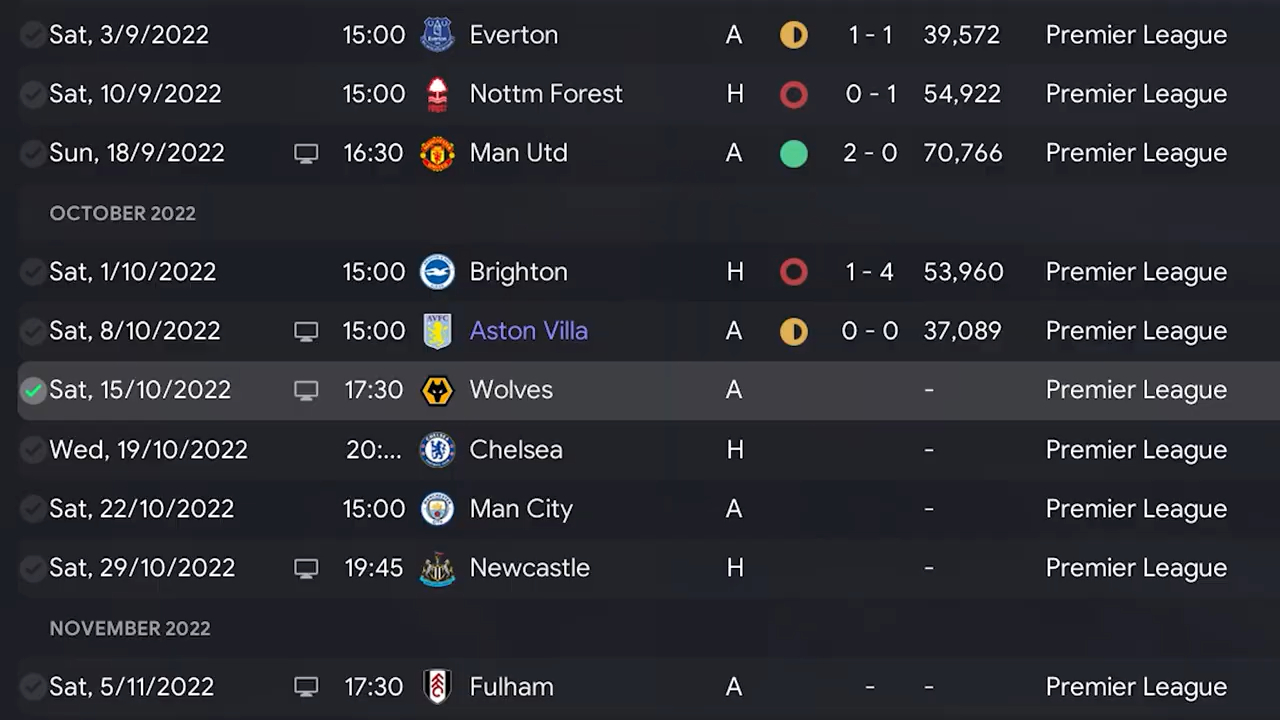 Sat, 3/9/2022 15:00 Everton A 1 - 1 39,572 Premier League
Sat, 10/9/2022 15:00 Nottm Forest H 0 - 1 54,922 Premier League
Sun, 18/9/2022 16:30 Man Utd A 2 - 0 70,766 Premier League
OCTOBER 2022
Sat, 1/10/2022 15:00 Brighton H 1 - 4 53,960 Premier League
Sat, 8/10/2022 15:00 Aston Villa A 0 - 0 37,089 Premier League
Sat, 15/10/2022 17:30 Wolves A - Premier League
Wed, 19/10/2022 20:... Chelsea H - Premier League
Sat, 22/10/2022 15:00 Man City A - Premier League
Sat, 29/10/2022 19:45 Newcastle H - Premier League
NOVEMBER 2022
Sat, 5/11/2022 17:30 Fulham A - - Premier League